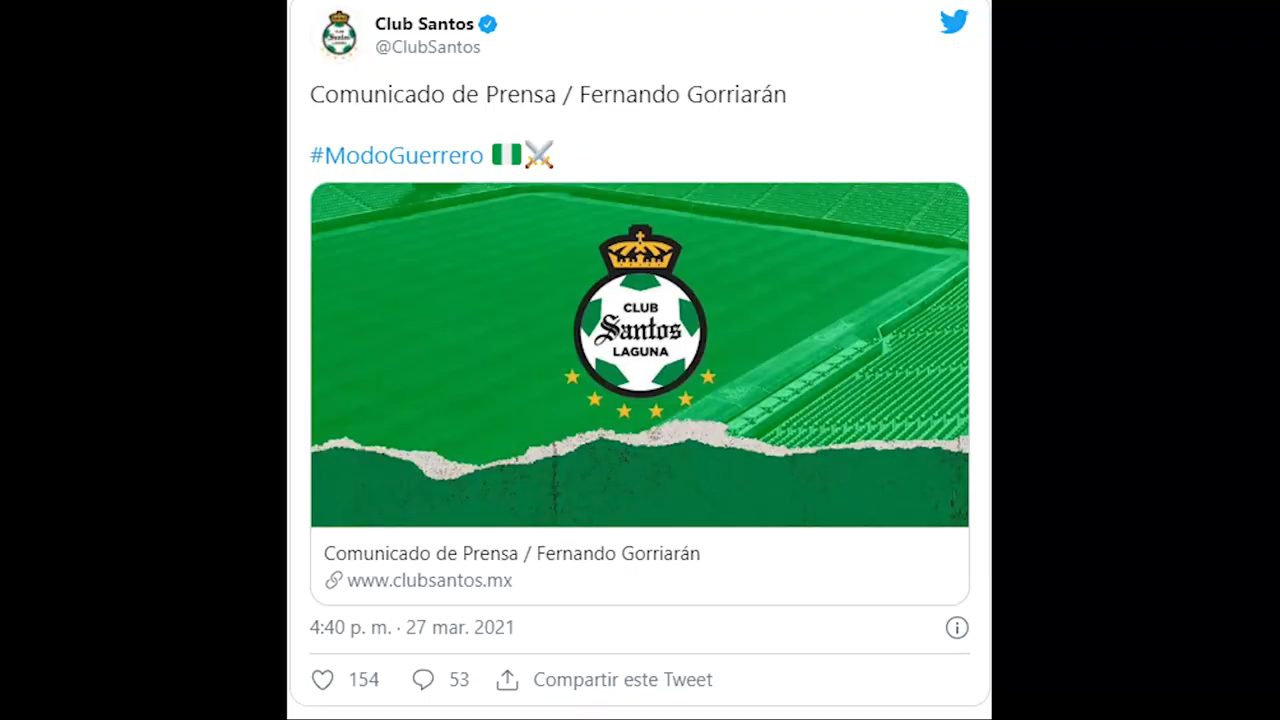 Club Santos
@ClubSantos
Comunicado de Prensa / Fernando Gorriarán
#ModoGuerrero 🇳🇬⚔️
CLUB
Santos
LAGUNA
Comunicado de Prensa / Fernando Gorriarán
www.clubsantos.mx
4:40 p. m. · 27 mar. 2021
154 53 Compartir este Tweet